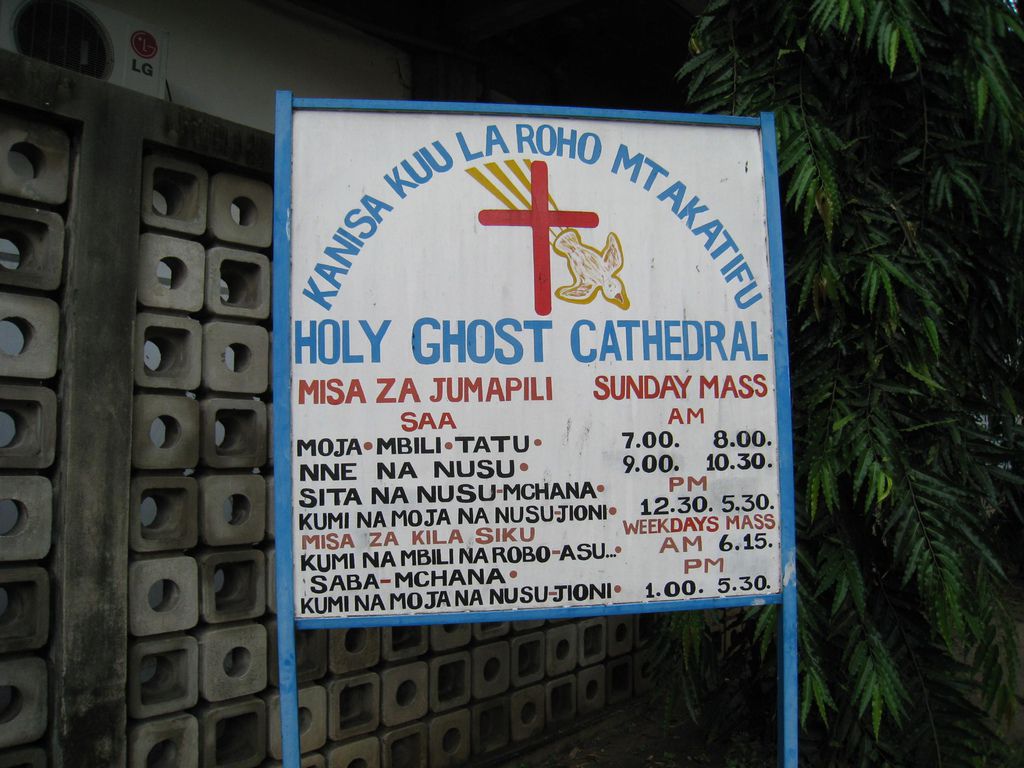 LG
KANISA KUU LA ROHO MTAKATIFU
HOLY GHOST CATHEDRAL
MISA ZA JUMAPILI SUNDAY MASS
SAA AM
MOJA•MBILI•TATU• 7.00. 8.00.
NNE NA NUSU• 9.00. 10.30.
PM
SITA NA NUSU-MCHANA•
KUMI NA MOJA NA NUSU-JIONI• 12.30. 5.30.
MISA ZA KILA SIKU WEEKDAYS MASS
KUMI NA MBILI NA ROBO-ASU...• AM 6.15.
SABA-MCHANA• PM
KUMI NA MOJA NA NUSU-JIONI• 1.00. 5.30.